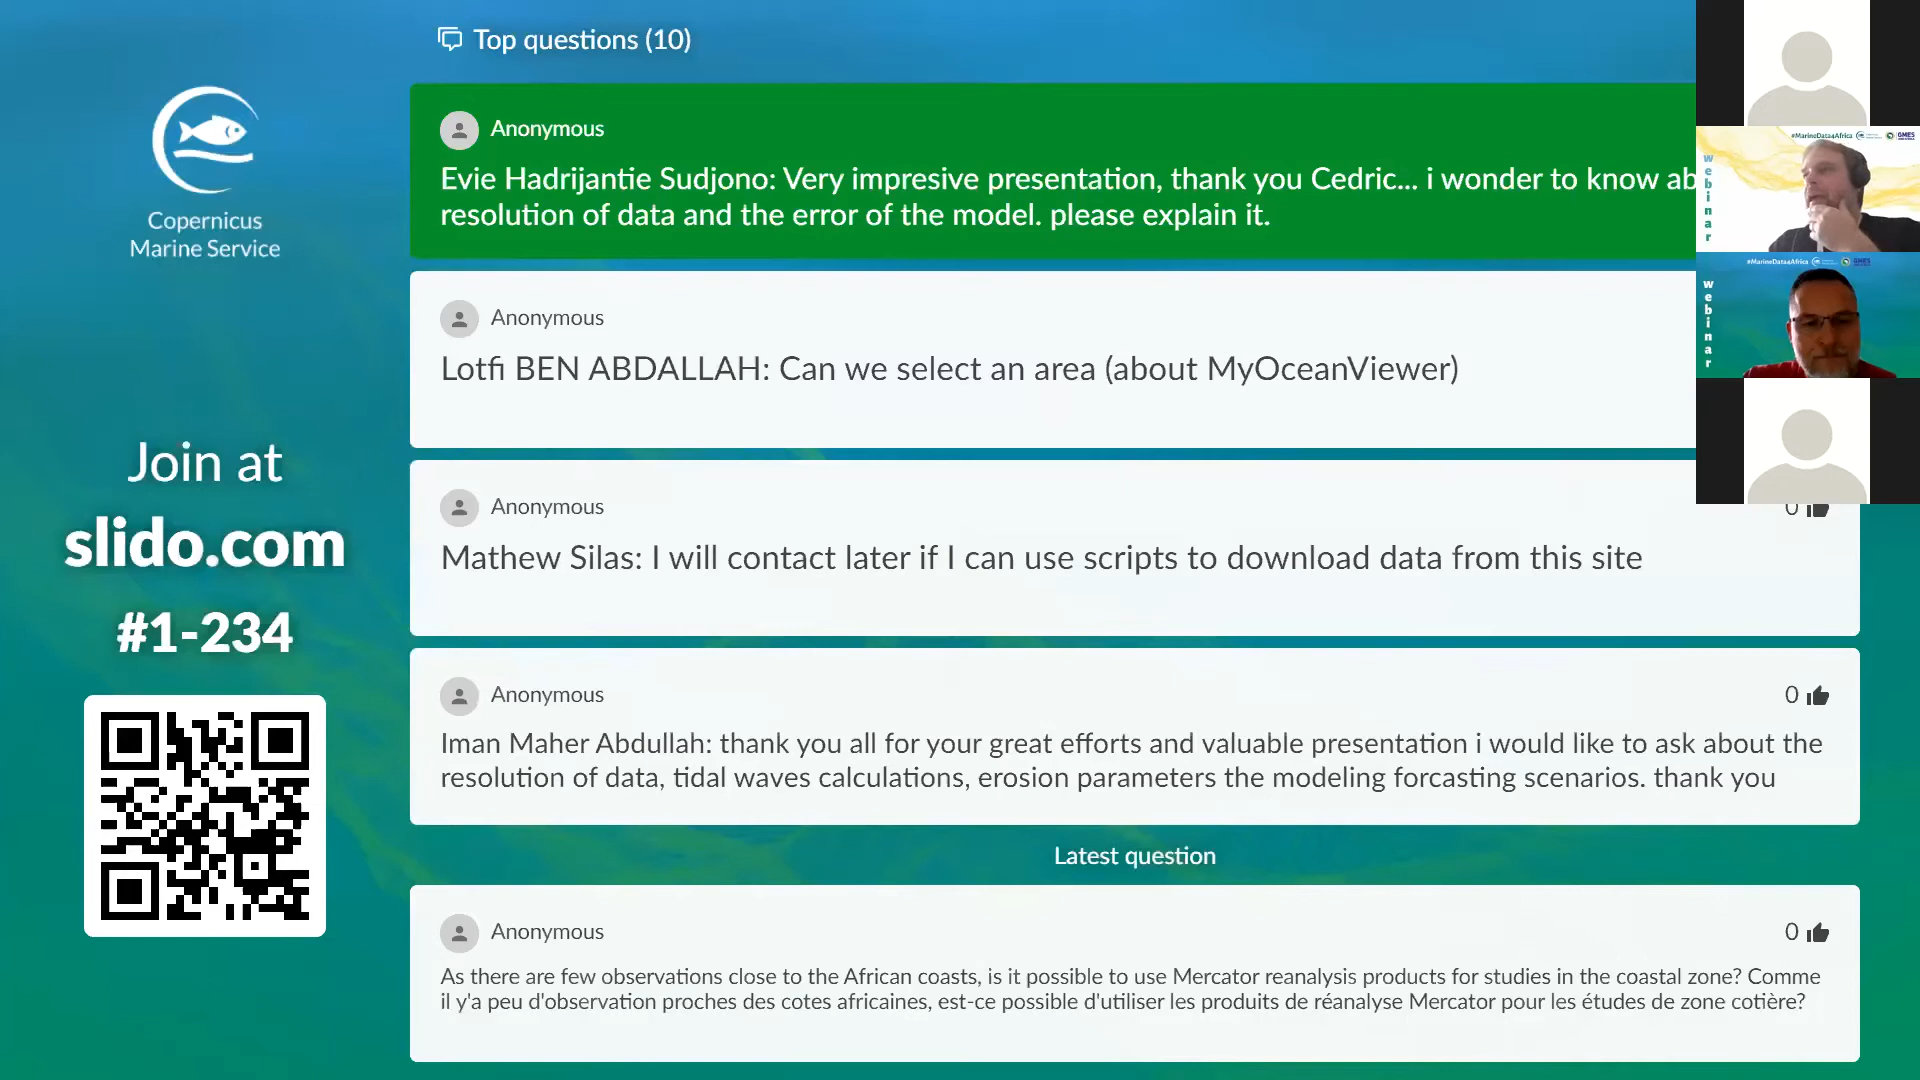 Top questions (10)
Copernicus
Marine Service
Join at
slido.com
#1-234
Anonymous
Evie Hadrijantie Sudjono: Very impresive presentation, thank you Cedric... i wonder to know ab
resolution of data and the error of the model. please explain it.
Anonymous
Lotfi BEN ABDALLAH: Can we select an area (about MyOceanViewer)
Anonymous
0
Mathew Silas: I will contact later if I can use scripts to download data from this site
Anonymous
0
Iman Maher Abdullah: thank you all for your great efforts and valuable presentation i would like to ask about the
resolution of data, tidal waves calculations, erosion parameters the modeling forcasting scenarios. thank you
Latest question
Anonymous
0
As there are few observations close to the African coasts, is it possible to use Mercator reanalysis products for studies in the coastal zone? Comme
il y'a peu d'observation proches des cotes africaines, est-ce possible d'utiliser les produits de réanalyse Mercator pour les études de zone cotière?
#MarineData4Africa
GMES
webinar
#MarineData4Africa
GMES
webinar